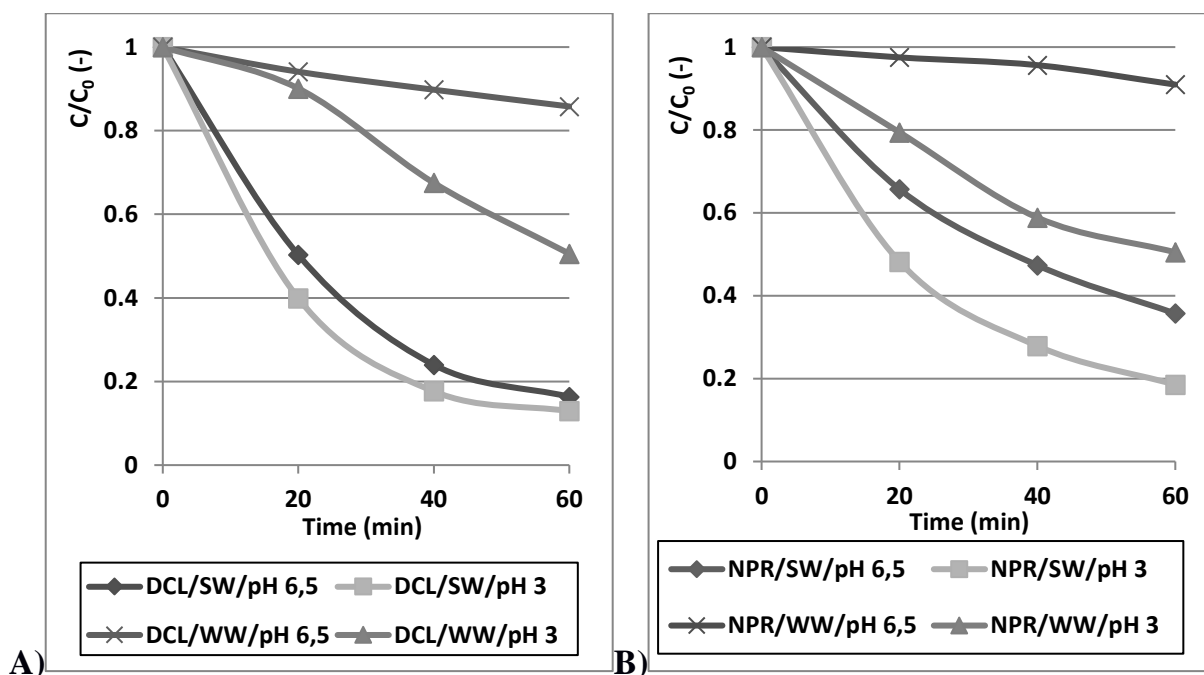 C/C0 (-)
1
0.8
0.6
0.4
0.2
0
0 20 40 60
Time (min)
DCL/SW/pH 6,5 DCL/SW/pH 3
DCL/WW/pH 6,5 DCL/WW/pH 3
A)
C/C0 (-)
1
0.8
0.6
0.4
0.2
0
0 20 40 60
Time (min)
NPR/SW/pH 6,5 NPR/SW/pH 3
NPR/WW/pH 6,5 NPR/WW/pH 3
B)